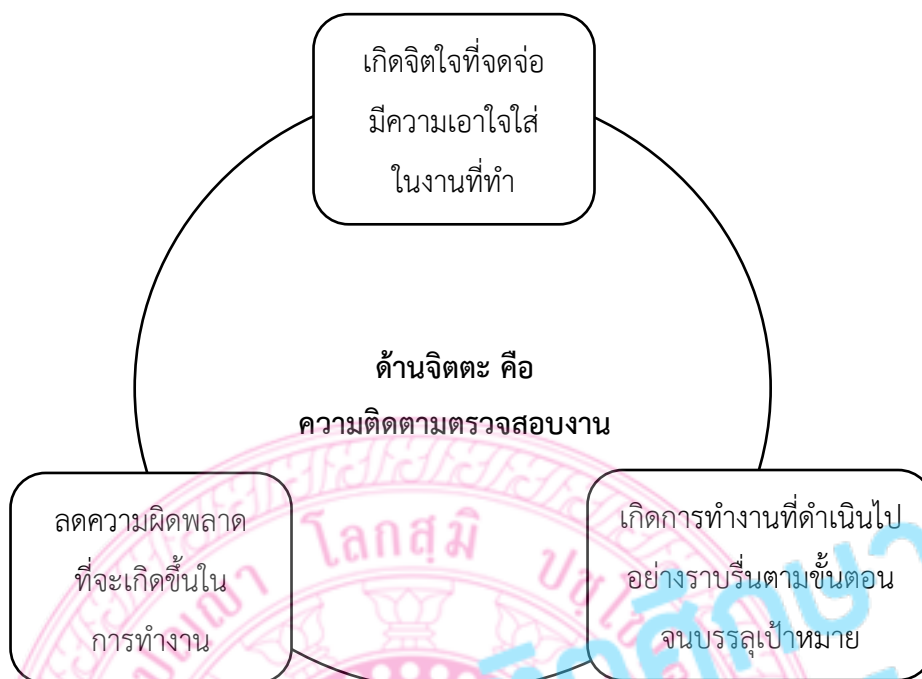 เกิดจิตใจที่จดจ่อ
มีความเอาใจใส่
ในงานที่ทำ
ด้านจิตตะ คือ
ความติดตามตรวจสอบงาน
ลดความผิดพลาด
ที่จะเกิดขึ้นใน
การทำงาน
เกิดการทำงานที่ดำเนินไป
อย่างราบรื่นตามขั้นตอน
จนบรรลุเป้าหมาย
โลกสฺมิ